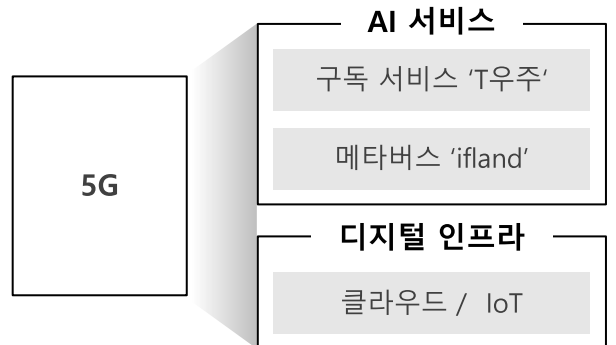 5G
AI 서비스
구독 서비스 ‘T우주‘
메타버스 ‘ifland’
디지털 인프라
클라우드 / IoT